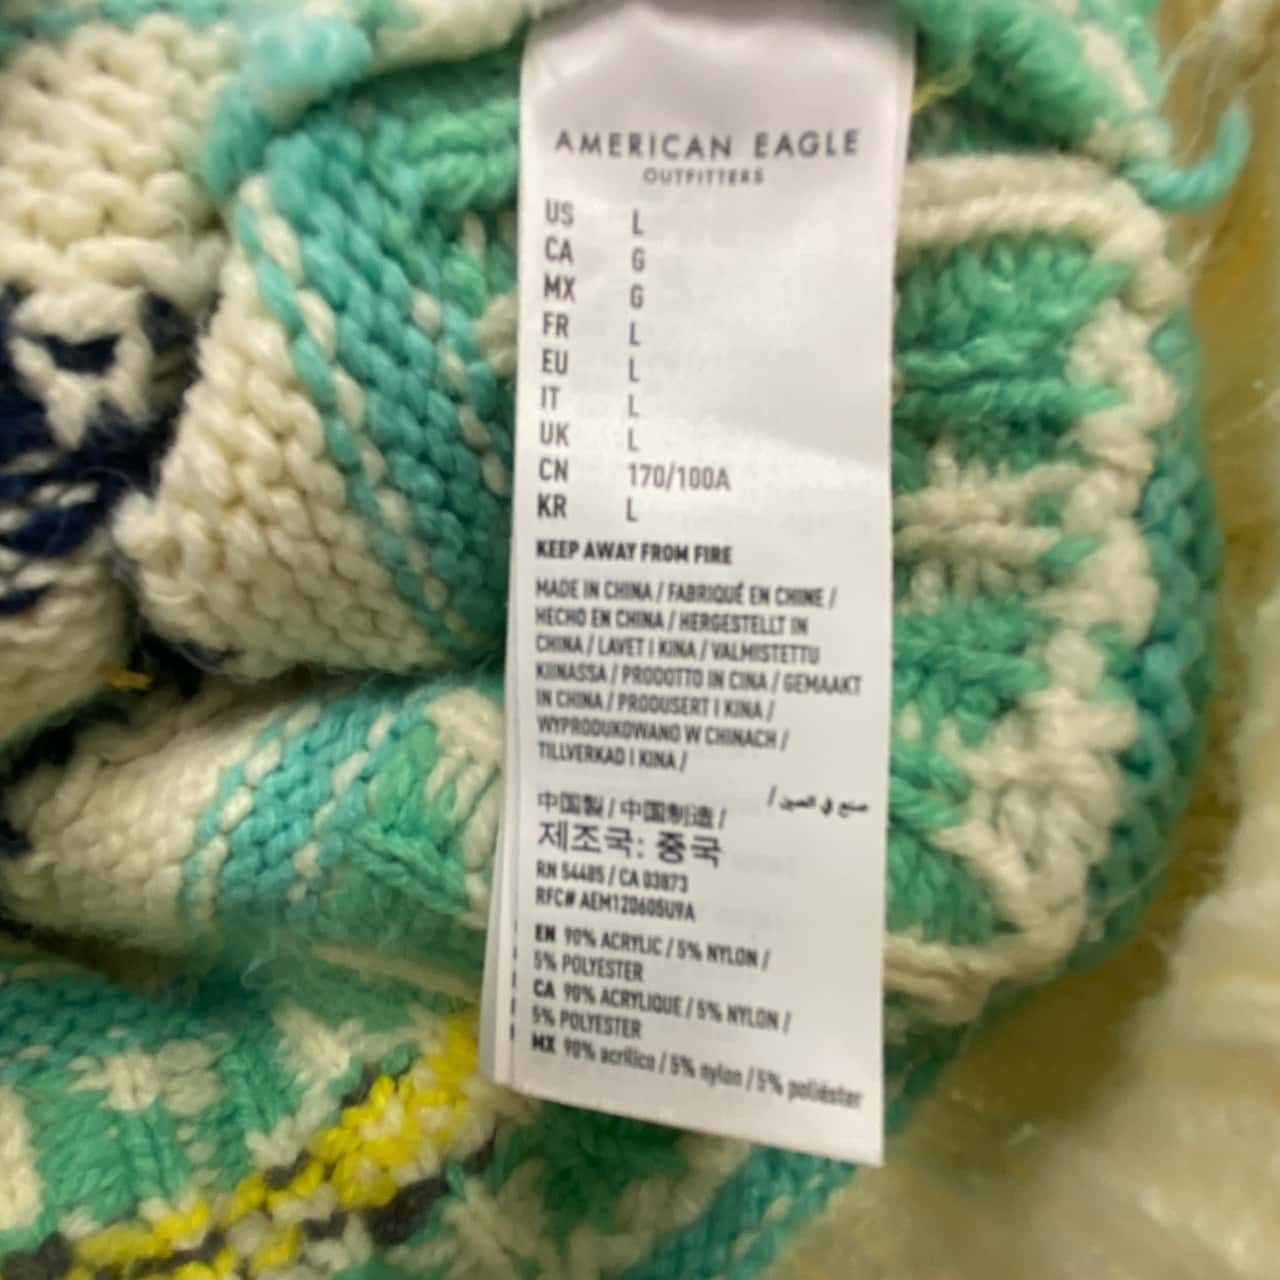 AMERICAN EAGLE
OUTFITTERS
US L
CA G
MX G
FR L
EU L
IT L
UK L
CN 170/100A
KR L
KEEP AWAY FROM FIRE
MADE IN CHINA / FABRIQUÉ EN CHINE /
HECHO EN CHINA / HERGESTELLT IN
CHINA / LAVET I KINA / VALMISTETTU
KIINASSA / PRODOTTO IN CINA / GEMAAKT
IN CHINA / PRODUSERT I KINA /
WYPRODUKOWANO W CHINACH /
TILLVERKAD I KINA /
صنع في الصين /
中国製 / 中国制造 /
제조국: 중국
RN 54485 / CA 03873
RFC# AEM120605U9A
EN 90% ACRYLIC / 5% NYLON /
5% POLYESTER
CA 90% ACRYLIQUE / 5% NYLON /
5% POLYESTER
MX 90% acrílico / 5% nylon / 5% poliéster